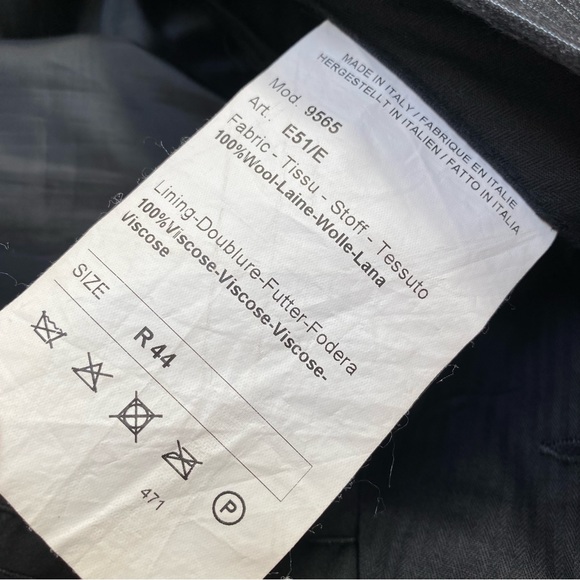 MADE IN ITALY / FABRIQUE EN ITALIE
HERGESTELLT IN ITALIEN / FATTO IN ITALIA
Mod. 9565
Art. E51/E
Fabric - Tissu - Stoff - Tessuto
100%Wool-Laine-Wolle-Lana
Lining-Doublure-Futter-Fodera
100%Viscose-Viscose-Viscose-
Viscose
SIZE R44
P
471